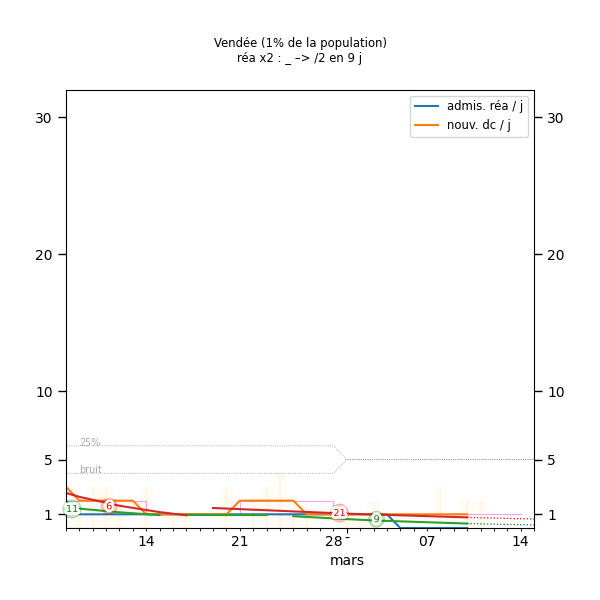 Vendée (1% de la population)
réa x2 : _ –> /2 en 9 j
admis. réa / j
nouv. dc / j
30 30
20 20
10 10
25%
5 5
bruit
11 6 21 9
1 1
14 21 28 07 14
mars